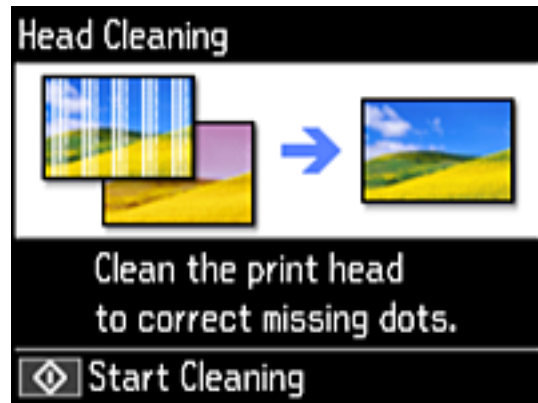 Head Cleaning
Clean the print head
to correct missing dots.
Start Cleaning